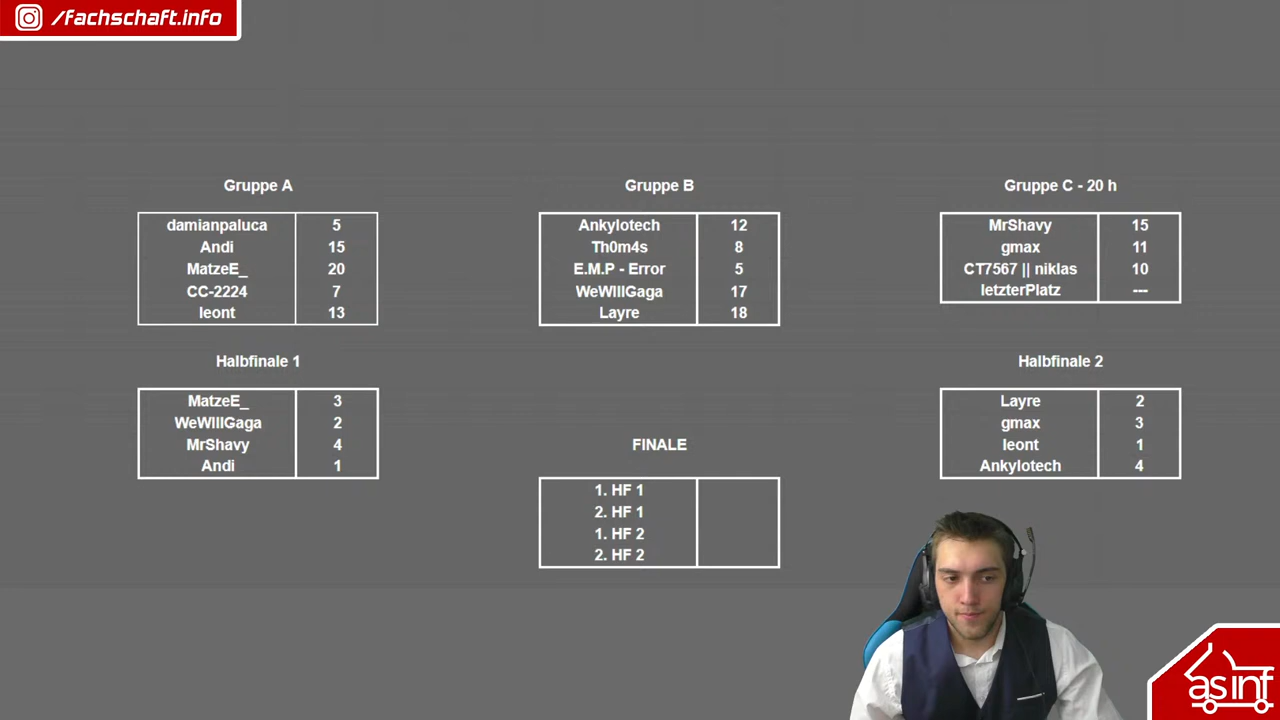 /fachschaft.info
Gruppe A
damianpaluca 5
Andi 15
MatzeE_ 20
CC-2224 7
leont 13
Gruppe B
Ankylotech 12
Th0m4s 8
E.M.P - Error 5
WeWIllGaga 17
Layre 18
Gruppe C - 20 h
MrShavy 15
gmax 11
CT7567 || niklas 10
letzterPlatz ---
Halbfinale 1
MatzeE_ 3
WeWIllGaga 2
MrShavy 4
Andi 1
Halbfinale 2
Layre 2
gmax 3
leont 1
Ankylotech 4
FINALE
1. HF 1
2. HF 1
1. HF 2
2. HF 2
as inf